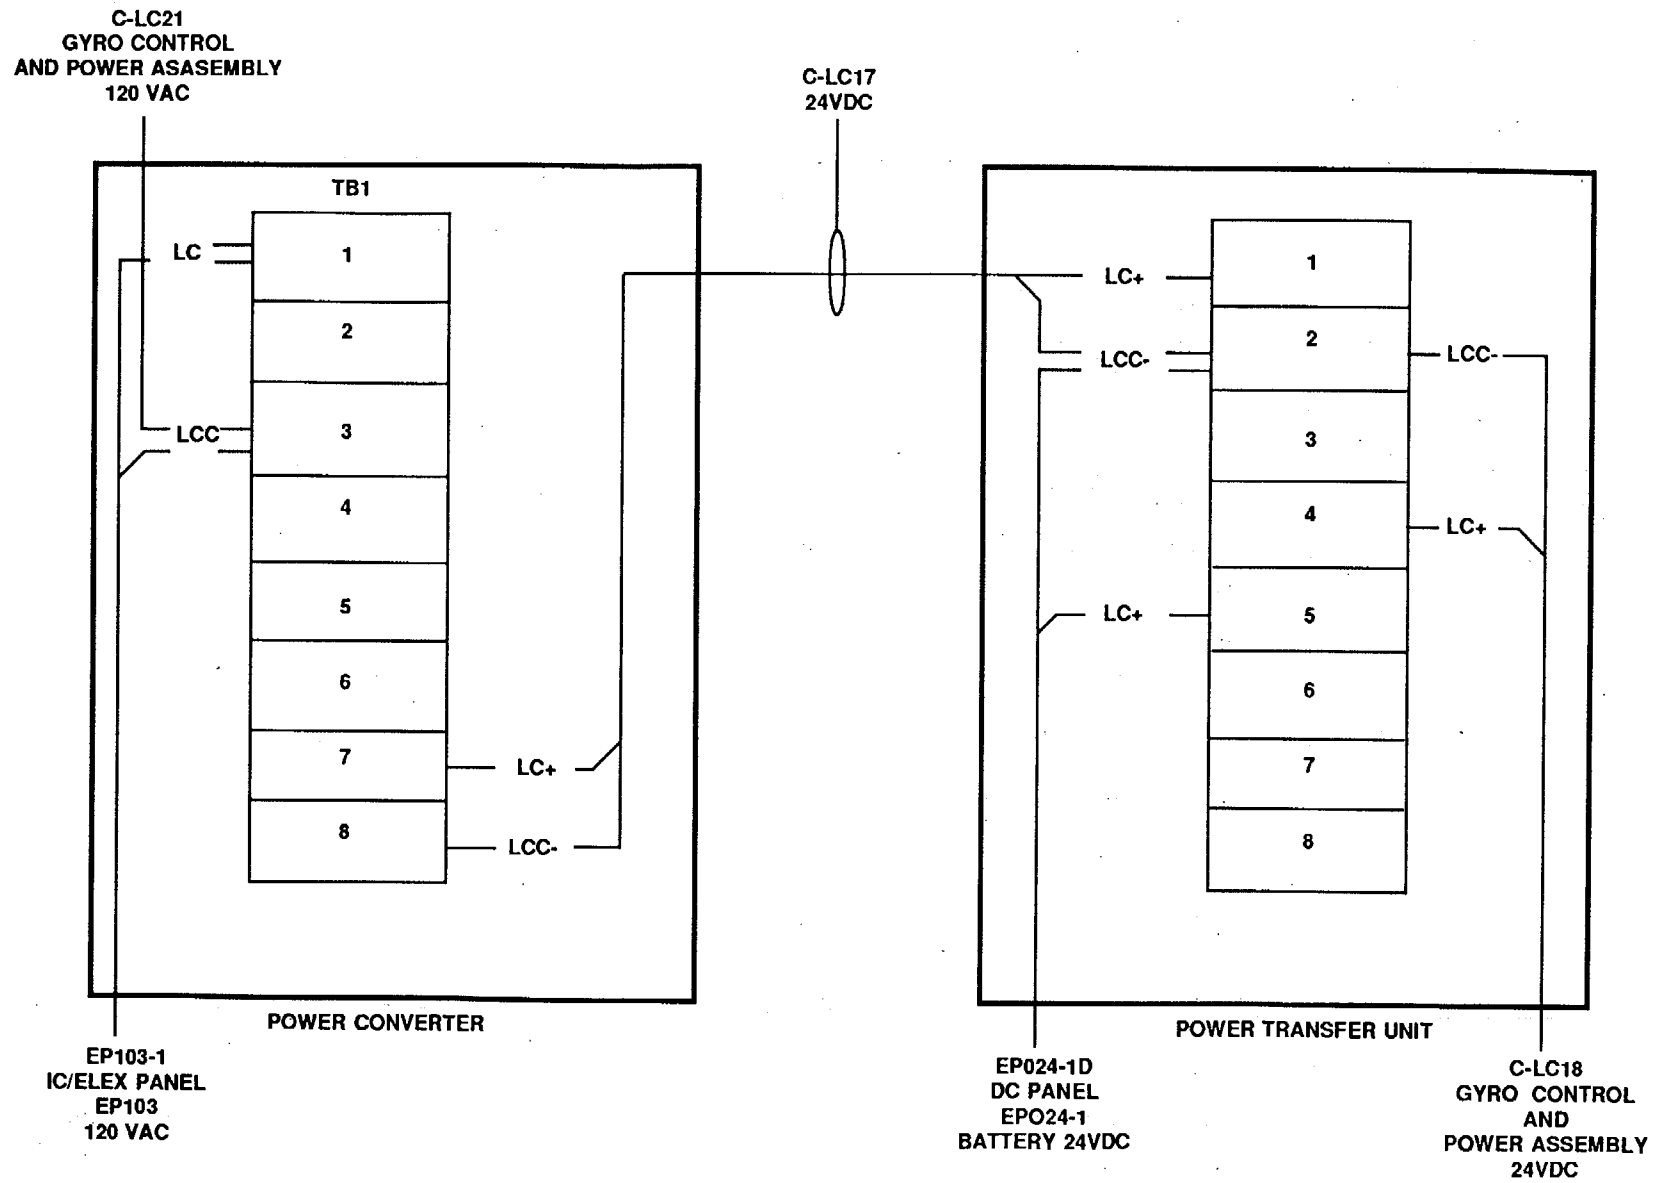 C-LC21
GYRO CONTROL
AND POWER ASASEMBLY
120 VAC
C-LC17
24VDC
TB1
LC
1
2
LCC
3
4
5
6
7
LC+
8
LCC-
POWER CONVERTER
EP103-1
IC/ELEX PANEL
EP103
120 VAC
LC+
1
LCC-
2
LCC-
3
4
LC+
LC+
5
6
7
8
POWER TRANSFER UNIT
EP024-1D
DC PANEL
EPO24-1
BATTERY 24VDC
C-LC18
GYRO CONTROL
AND
POWER ASSEMBLY
24VDC